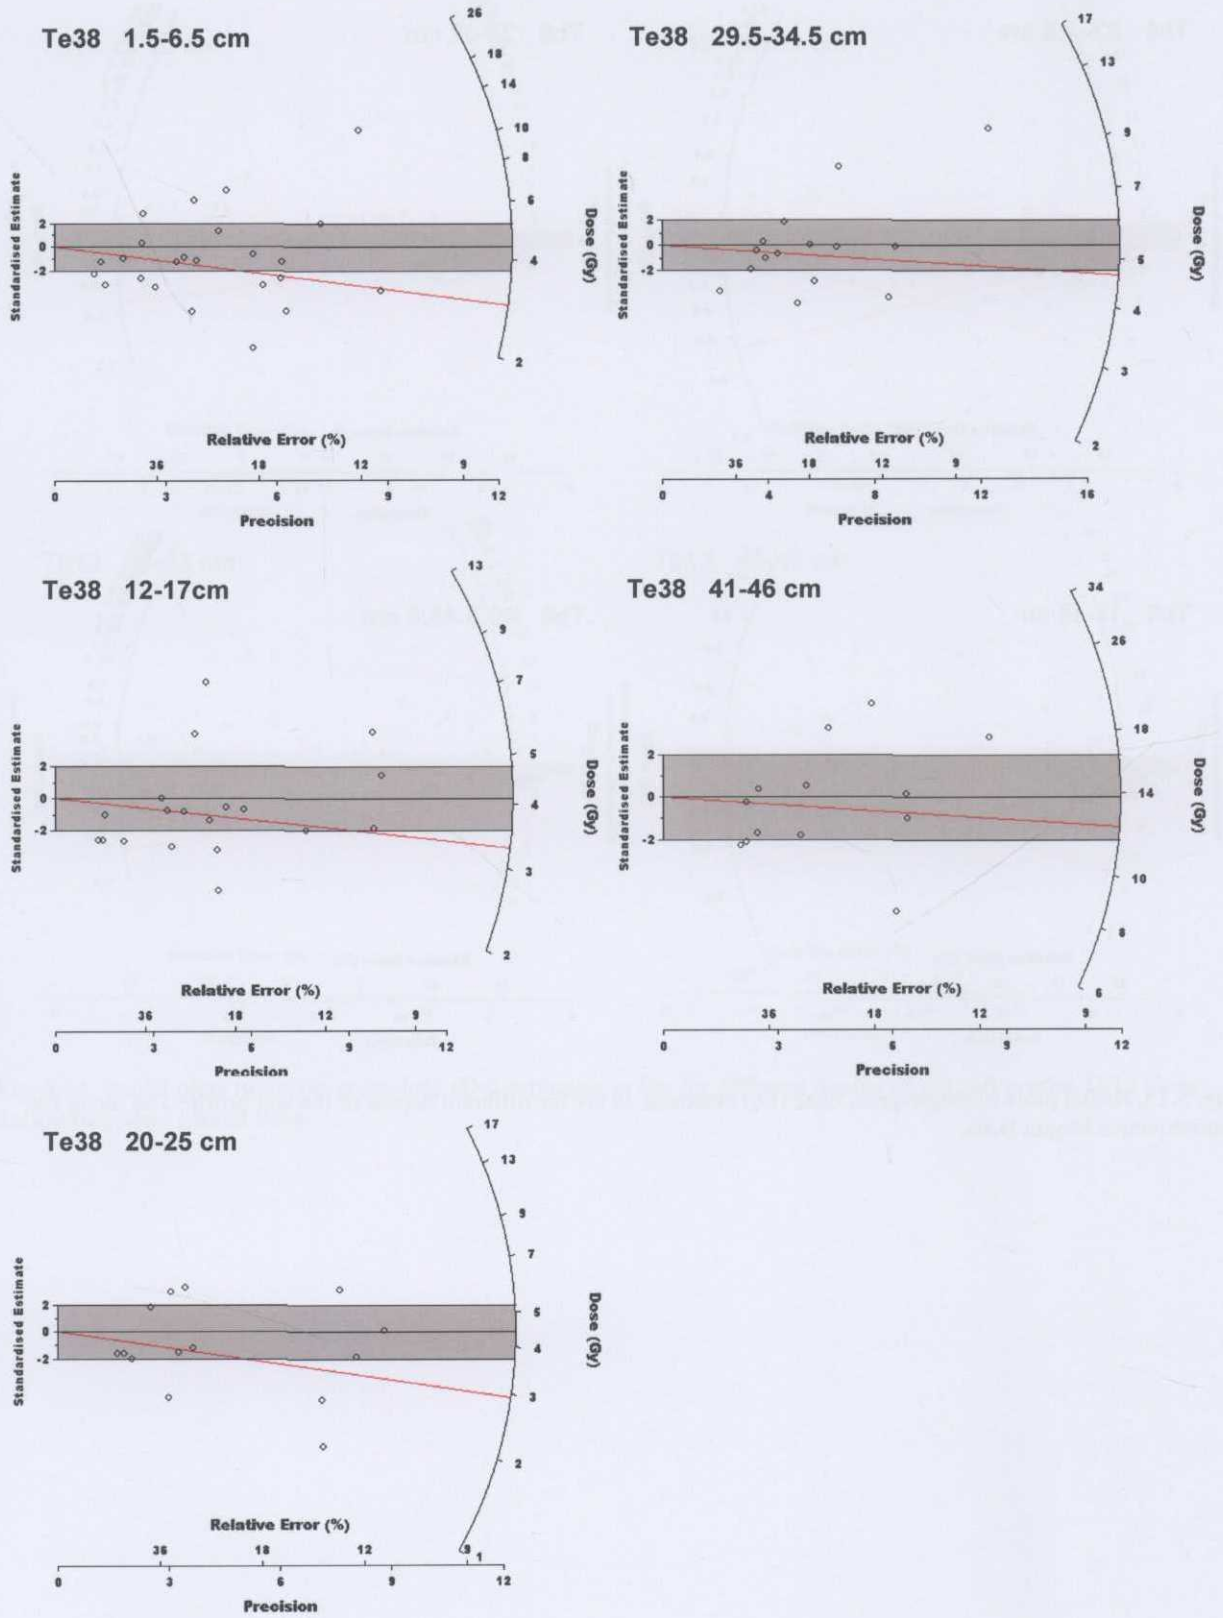 Te38 1.5-6.5 cm
26
18
14
10
8
6
4
2
Dose (Gy)
Standardised Estimate
2
0
-2
Relative Error (%)
36 18 12 9
0 3 6 9 12
Precision
Te38 29.5-34.5 cm
17
13
9
7
5
4
3
2
Dose (Gy)
Standardised Estimate
2
0
-2
Relative Error (%)
36 18 12 9
0 4 8 12 16
Precision
Te38 12-17cm
13
9
7
5
4
3
2
Dose (Gy)
Standardised Estimate
2
0
-2
Relative Error (%)
36 18 12 9
0 3 6 9 12
Precision
Te38 41-46 cm
34
26
18
14
10
8
6
Dose (Gy)
Standardised Estimate
2
0
-2
Relative Error (%)
36 18 12 9
0 3 6 9 12
Precision
Te38 20-25 cm
17
13
9
7
5
4
3
2
1
Dose (Gy)
Standardised Estimate
2
0
-2
Relative Error (%)
36 18 12 9
0 3 6 9 12
Precision